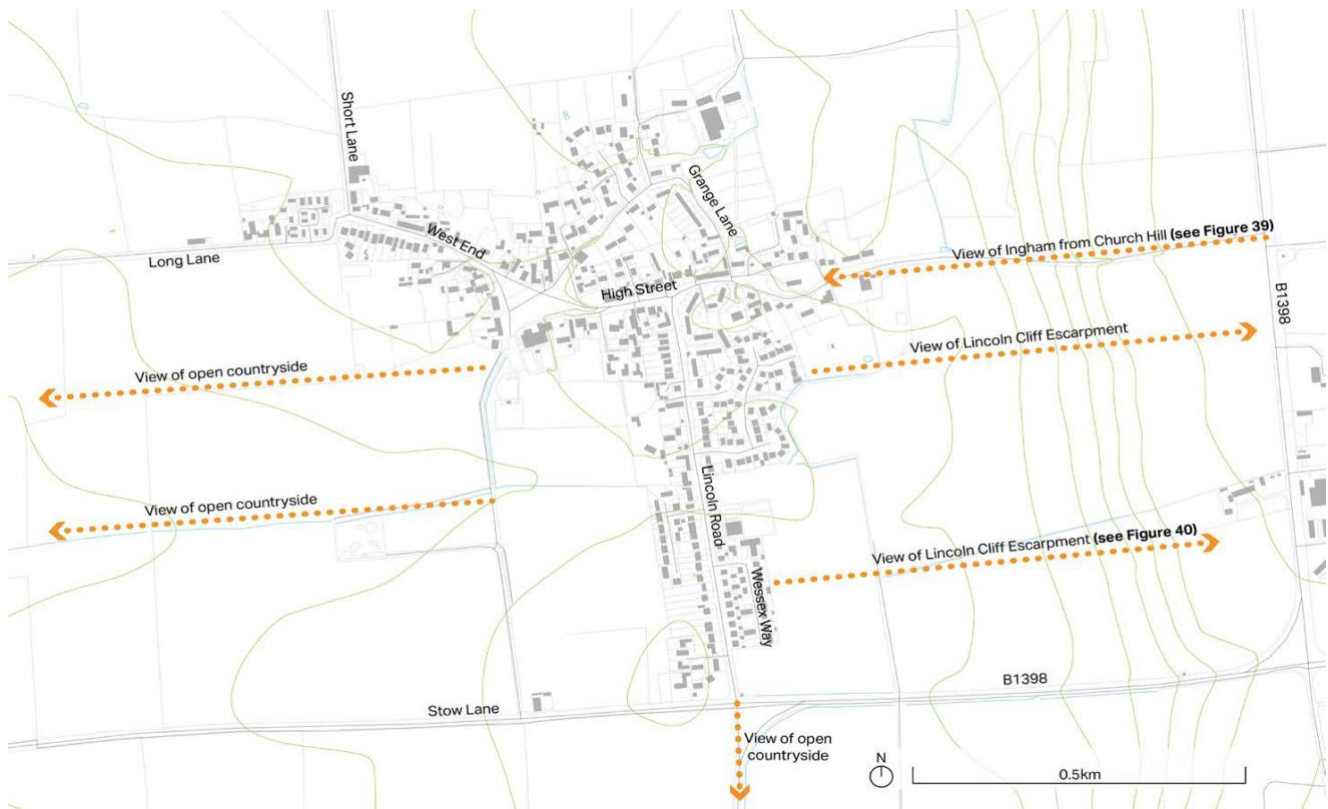 Short Lane
Grange Lane
West End
View of Ingham from Church Hill (see Figure 39)
Long Lane
High Street
B1398
View of Lincoln Cliff Escarpment
View of open countryside
Lincoln Road
View of open countryside
View of Lincoln Cliff Escarpment (see Figure 40)
Wessex Way
B1398
Stow Lane
View of open
countryside
N
0.5km